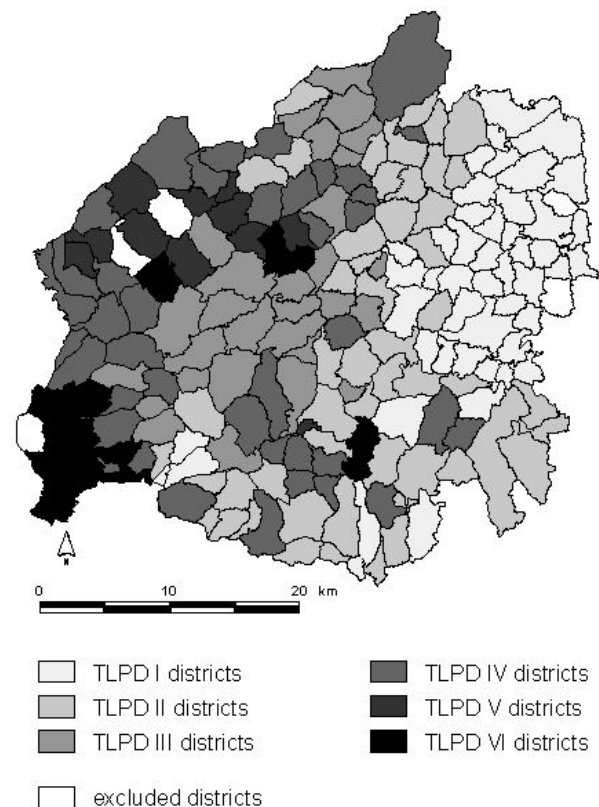 N
0 10 20 km
TLPD I districts
TLPD II districts
TLPD III districts
excluded districts
TLPD IV districts
TLPD V districts
TLPD VI districts